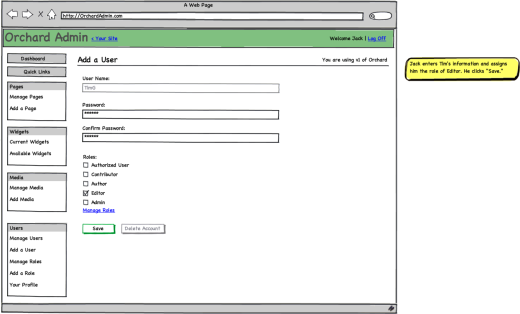 A Web Page
http://OrchardAdmin.com
Orchard Admin < Your Site
Welcome Jack | Log Off
Dashboard
Quick Links
Pages
Manage Pages
Add a Page
Widgets
Current Widgets
Available Widgets
Media
Manage Media
Add Media
Users
Manage Users
Add a User
Manage Roles
Add a Role
Your Profile
Add a User
You are using v1 of Orchard
User Name:
TimO
Password:
******
Confirm Password:
******
Roles:
Authorized User
Contributor
Author
Editor
Admin
Manage Roles
Save
Delete Account
Jack enters Tim's information and assigns
him the role of Editor. He clicks "Save."